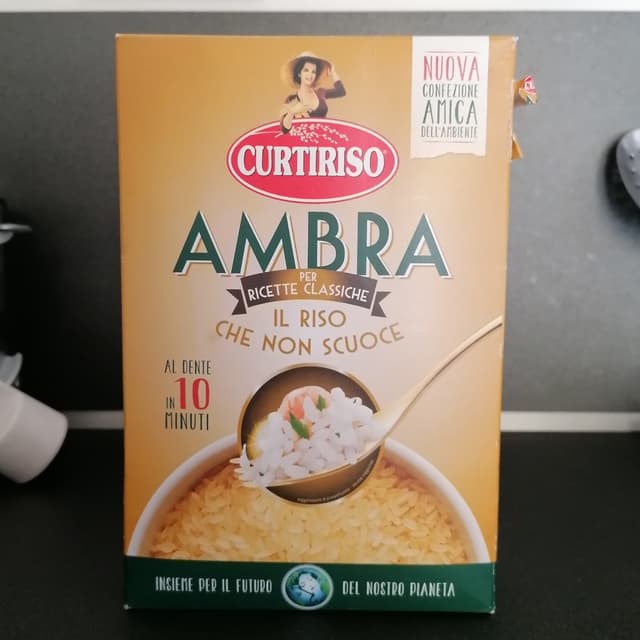 NUOVA
CONFEZIONE
AMICA
DELL'AMBIENTE
CURTIRISO®
AMBRA
PER
RICETTE CLASSICHE
IL RISO
CHE NON SCUOCE
AL DENTE
IN 10
MINUTI
INSIEME PER IL FUTURO DEL NOSTRO PIANETA